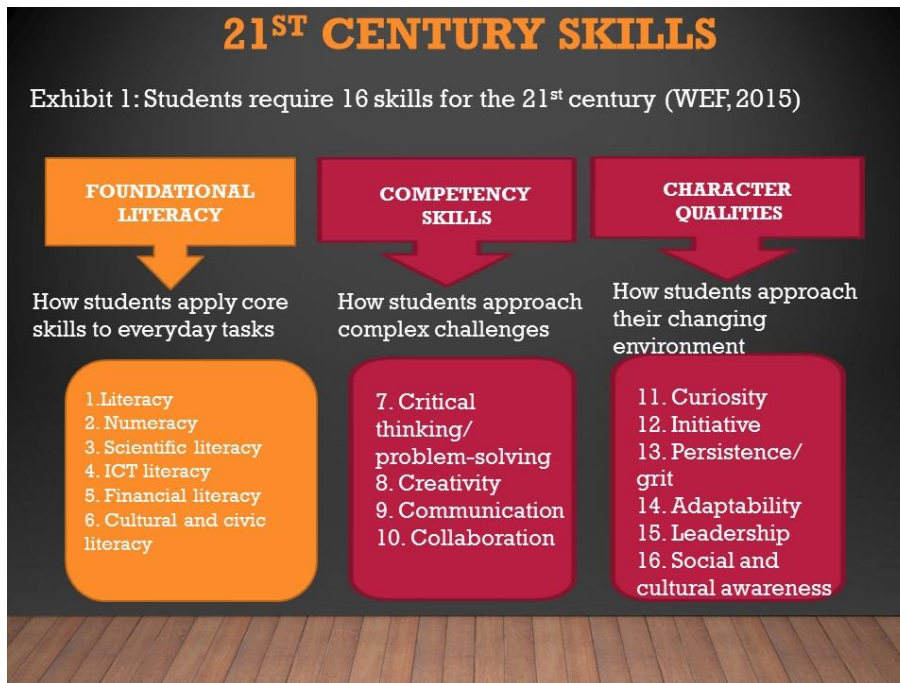 21ST CENTURY SKILLS
Exhibit 1: Students require 16 skills for the 21st century (WEF, 2015)
FOUNDATIONAL
LITERACY
How students apply core
skills to everyday tasks
1.Literacy
2. Numeracy
3. Scientific literacy
4. ICT literacy
5. Financial literacy
6. Cultural and civic
literacy
COMPETENCY
SKILLS
How students approach
complex challenges
7. Critical
thinking/
problem-solving
8. Creativity
9. Communication
10. Collaboration
CHARACTER
QUALITIES
How students approach
their changing
environment
11. Curiosity
12. Initiative
13. Persistence/
grit
14. Adaptability
15. Leadership
16. Social and
cultural awareness